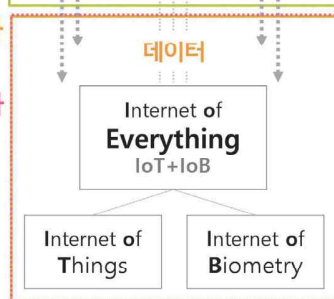 데이터
Internet of
Everything
IoT+IoB
Internet of
Things
Internet of
Biometry